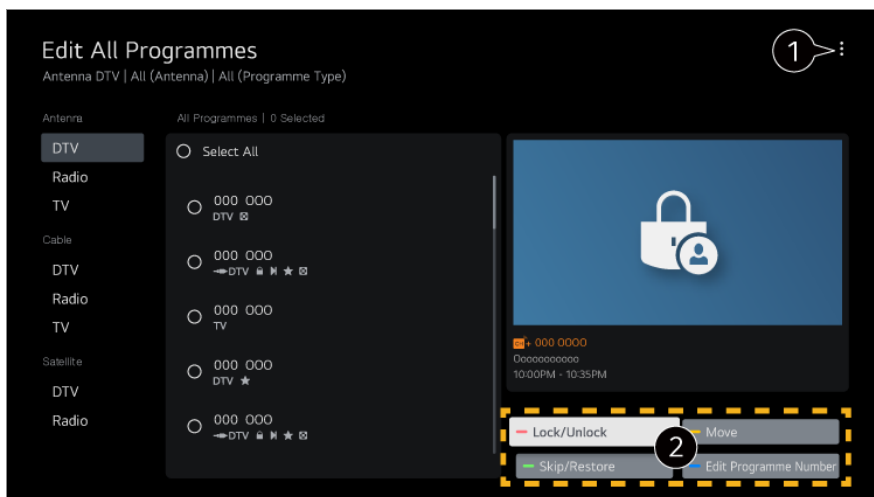 Edit All Programmes
1
Antenna DTV | All (Antenna) | All (Programme Type)
Antenna
All Programmes | 0 Selected
DTV
Select All
Radio
TV
000 000
DTV
Cable
DTV
000 000
DTV
Radio
TV
000 000
TV
CH+ 000 0000
Ooooooooooo
10:00PM - 10:35PM
Satellite
DTV
000 000
DTV
Radio
000 000
DTV
Lock/Unlock
Move
2
Skip/Restore
Edit Programme Number